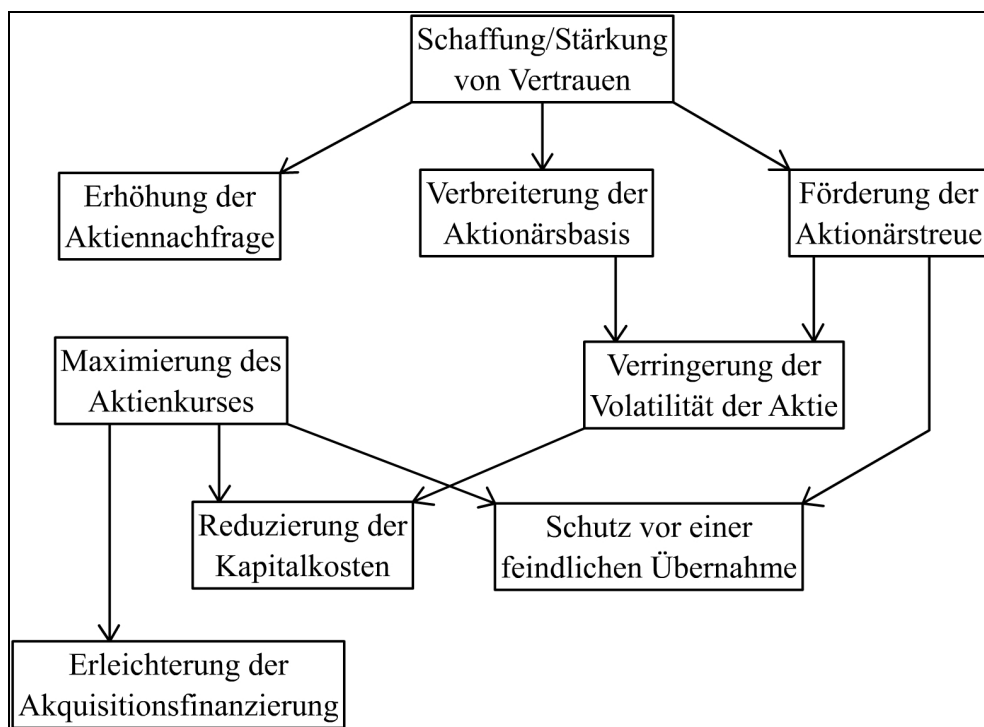 Schaffung/Stärkung
von Vertrauen
Erhöhung der
Aktiennachfrage
Verbreiterung der
Aktionärsbasis
Förderung der
Aktionärstreue
Maximierung des
Aktienkurses
Verringerung der
Volatilität der Aktie
Reduzierung der
Kapitalkosten
Schutz vor einer
feindlichen Übernahme
Erleichterung der
Akquisitionsfinanzierung